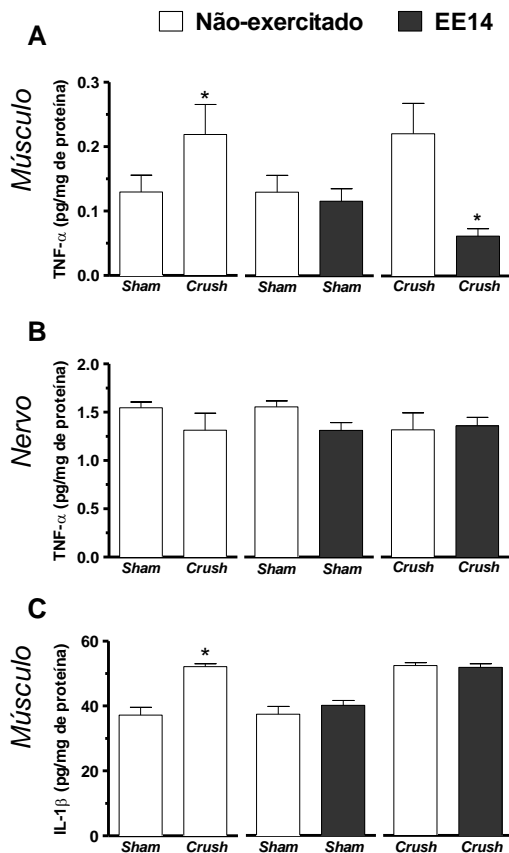 Não-exercitado EE14
A
Músculo
TNF-α (pg/mg de proteína)
0.3
0.2
0.1
0.0
*
*
Sham Crush Sham Sham Crush Crush
B
Nervo
TNF-α (pg/mg de proteína)
2.0
1.5
1.0
0.5
0.0
Sham Crush Sham Sham Crush Crush
C
Músculo
IL-1β (pg/mg de proteína)
60
40
20
0
*
Sham Crush Sham Sham Crush Crush